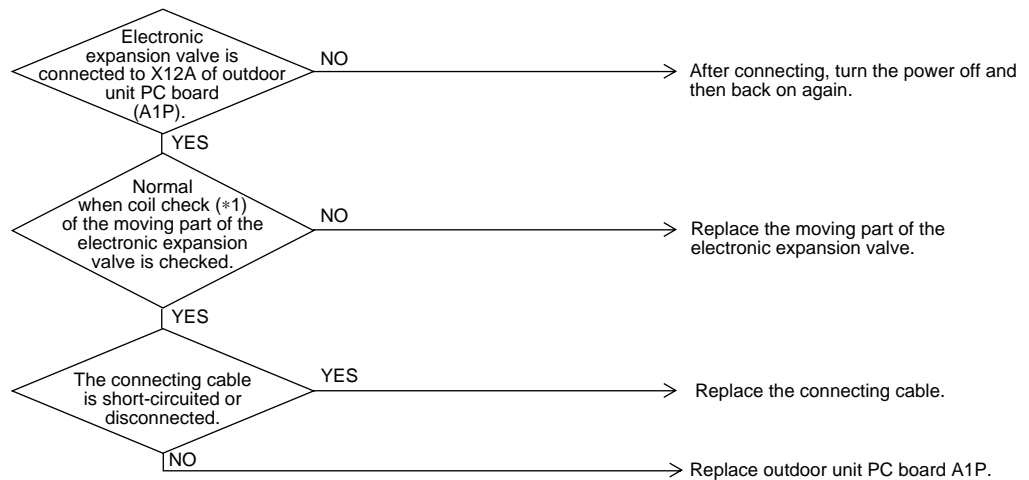 Electronic
expansion valve is
connected to X12A of outdoor
unit PC board
(A1P).
NO
After connecting, turn the power off and
then back on again.
YES
Normal
when coil check (*1)
of the moving part of the
electronic expansion
valve is checked.
NO
Replace the moving part of the
electronic expansion valve.
YES
The connecting cable
is short-circuited or
disconnected.
YES
Replace the connecting cable.
NO
Replace outdoor unit PC board A1P.